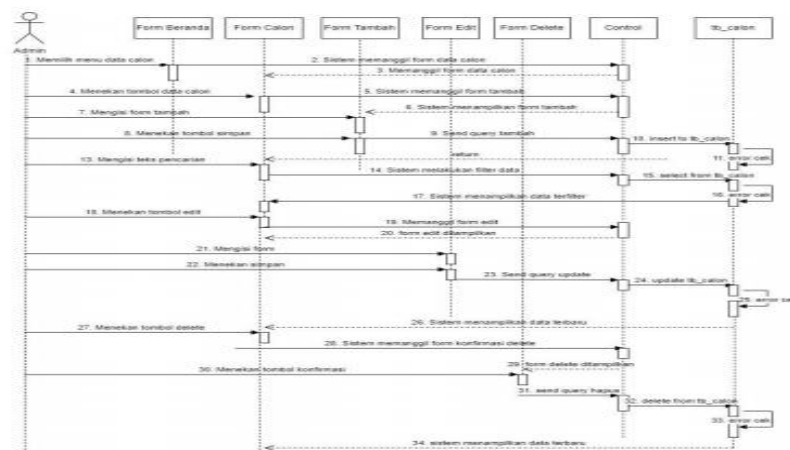 Form Beranda
Form Calon
Form Tambah
Form Edit
Form Delete
Control
tb_calon
Admin
1. Memilih menu data calon
2. Sistem memanggil form data calon
3. Memanggil form data calon
4. Menekan tombol data calon
5. Sistem memanggil form tambah
6. Sistem menampilkan form tambah
7. Mengisi form tambah
8. Menekan tombol simpan
9. Send query tambah
10. insert to tb_calon
11. error cek
return
13. Mengisi teks pencarian
14. Sistem melakukan filter data
15. select from tb_calon
16. error cek
17. Sistem menampilkan data terfilter
18. Menekan tombol edit
19. Memanggil form edit
20. form edit ditampilkan
21. Mengisi form
22. Menekan simpan
23. Send query update
24. update tb_calon
25. error ce
26. Sistem menampilkan data terbaru
27. Menekan tombol delete
28. Sistem memanggil form konfirmasi delete
29. form delete ditampilkan
30. Menekan tombol konfirmasi
31. send query hapus
32. delete from tb_calon
33. error cek
34. sistem menampilkan data terbaru